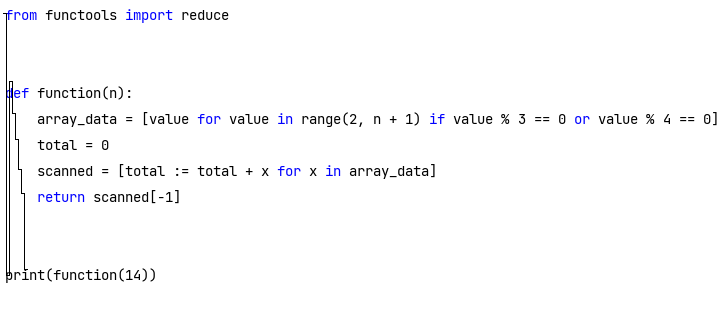 from functools import reduce
def function(n):
    array_data = [value for value in range(2, n + 1) if value % 3 == 0 or value % 4 == 0]
    total = 0
    scanned = [total := total + x for x in array_data]
    return scanned[-1]
print(function(14))